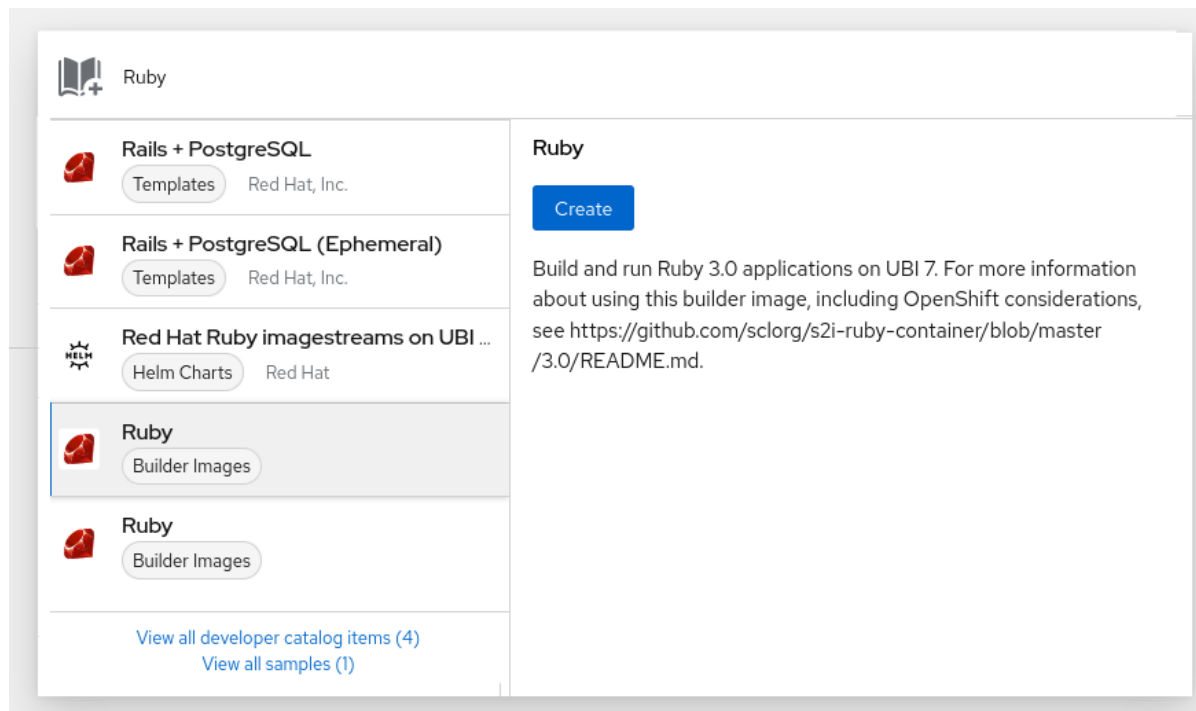 Ruby
Rails + PostgreSQL
Templates Red Hat, Inc.
Rails + PostgreSQL (Ephemeral)
Templates Red Hat, Inc.
HELM
Red Hat Ruby imagestreams on UBI ...
Helm Charts Red Hat
Ruby
Builder Images
Ruby
Builder Images
View all developer catalog items (4)
View all samples (1)
Ruby
Create
Build and run Ruby 3.0 applications on UBI 7. For more information
about using this builder image, including OpenShift considerations,
see https://github.com/sclorg/s2i-ruby-container/blob/master
/3.0/README.md.